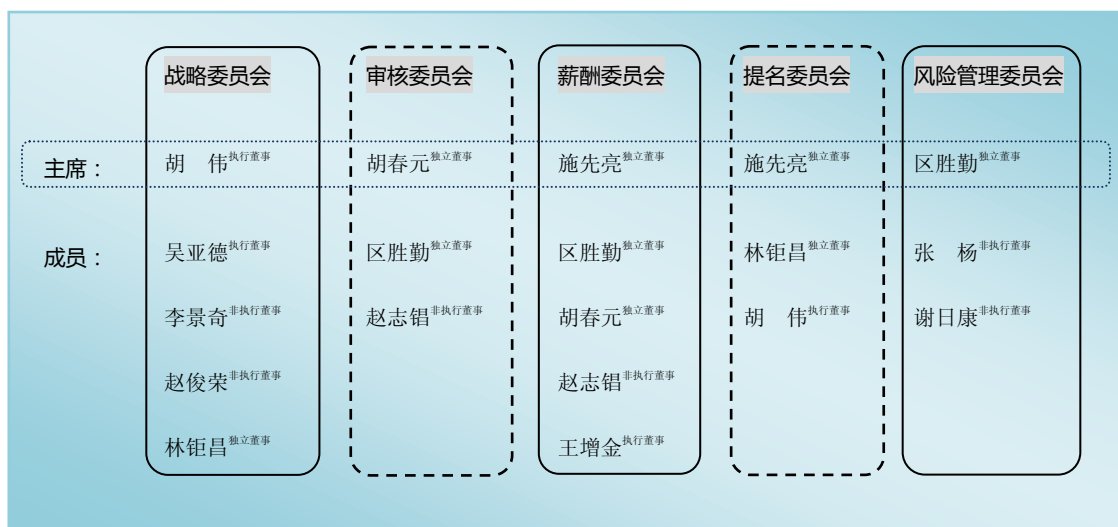 战略委员会 审核委员会 薪酬委员会 提名委员会 风险管理委员会
主席： 胡　伟执行董事 胡春元独立董事 施先亮独立董事 施先亮独立董事 区胜勤独立董事
成员： 吴亚德执行董事 区胜勤独立董事 区胜勤独立董事 林钜昌独立董事 张　杨非执行董事
李景奇非执行董事 赵志锠非执行董事 胡春元独立董事 胡　伟执行董事 谢日康非执行董事
赵俊荣非执行董事 赵志锠非执行董事
林钜昌独立董事 王增金执行董事